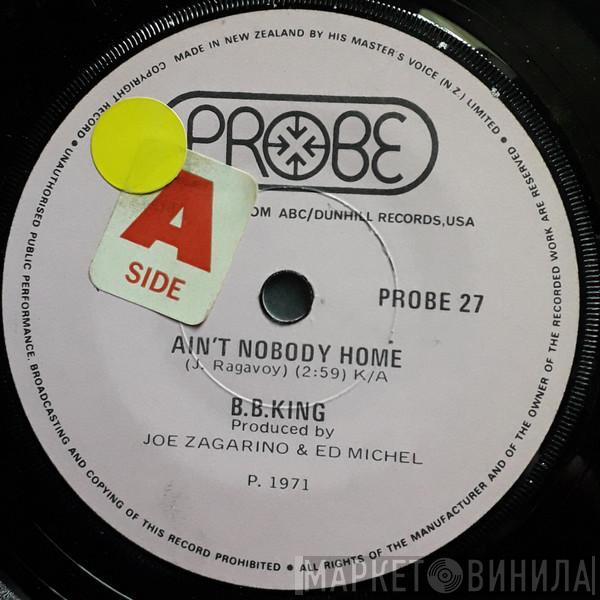 COPYRIGHT RECORD • MADE IN NEW ZEALAND BY HIS MASTER'S VOICE (N.Z.) LIMITED •
PROBE
OM ABC/DUNHILL RECORDS, USA
A
SIDE
PROBE 27
AIN'T NOBODY HOME
(J. Ragavoy) (2:59) K/A
B.B.KING
Produced by
JOE ZAGARINO & ED MICHEL
P. 1971
UNAUTHORISED PUBLIC PERFORMANCE, BROADCASTING AND COPYING OF THIS RECORD PROHIBITED • ALL RIGHTS OF THE MANUFACTURER AND OF THE OWNER OF THE RECORDED WORK ARE RESERVED •
МАРКЕТ ВИНИЛА